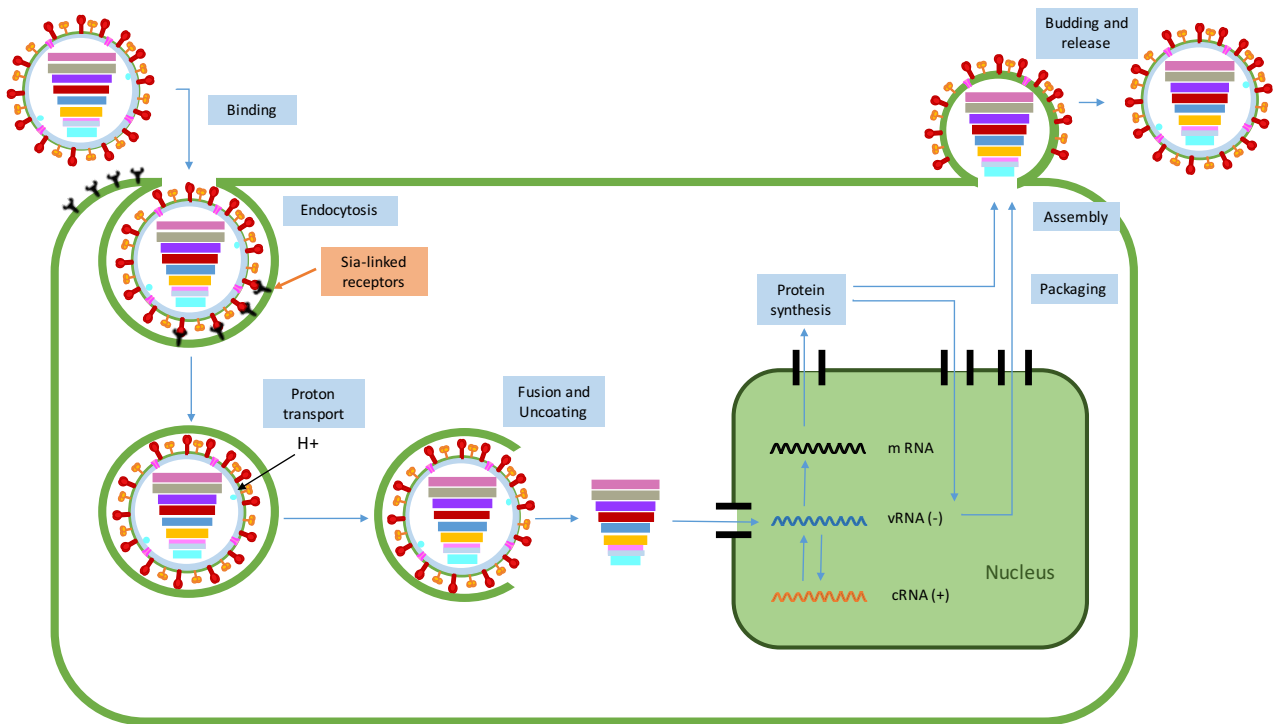 Budding and
release
Binding
Endocytosis
Sia-linked
receptors
Assembly
Packaging
Protein
synthesis
Proton
transport
H+
Fusion and
Uncoating
m RNA
vRNA (-)
Nucleus
cRNA (+)